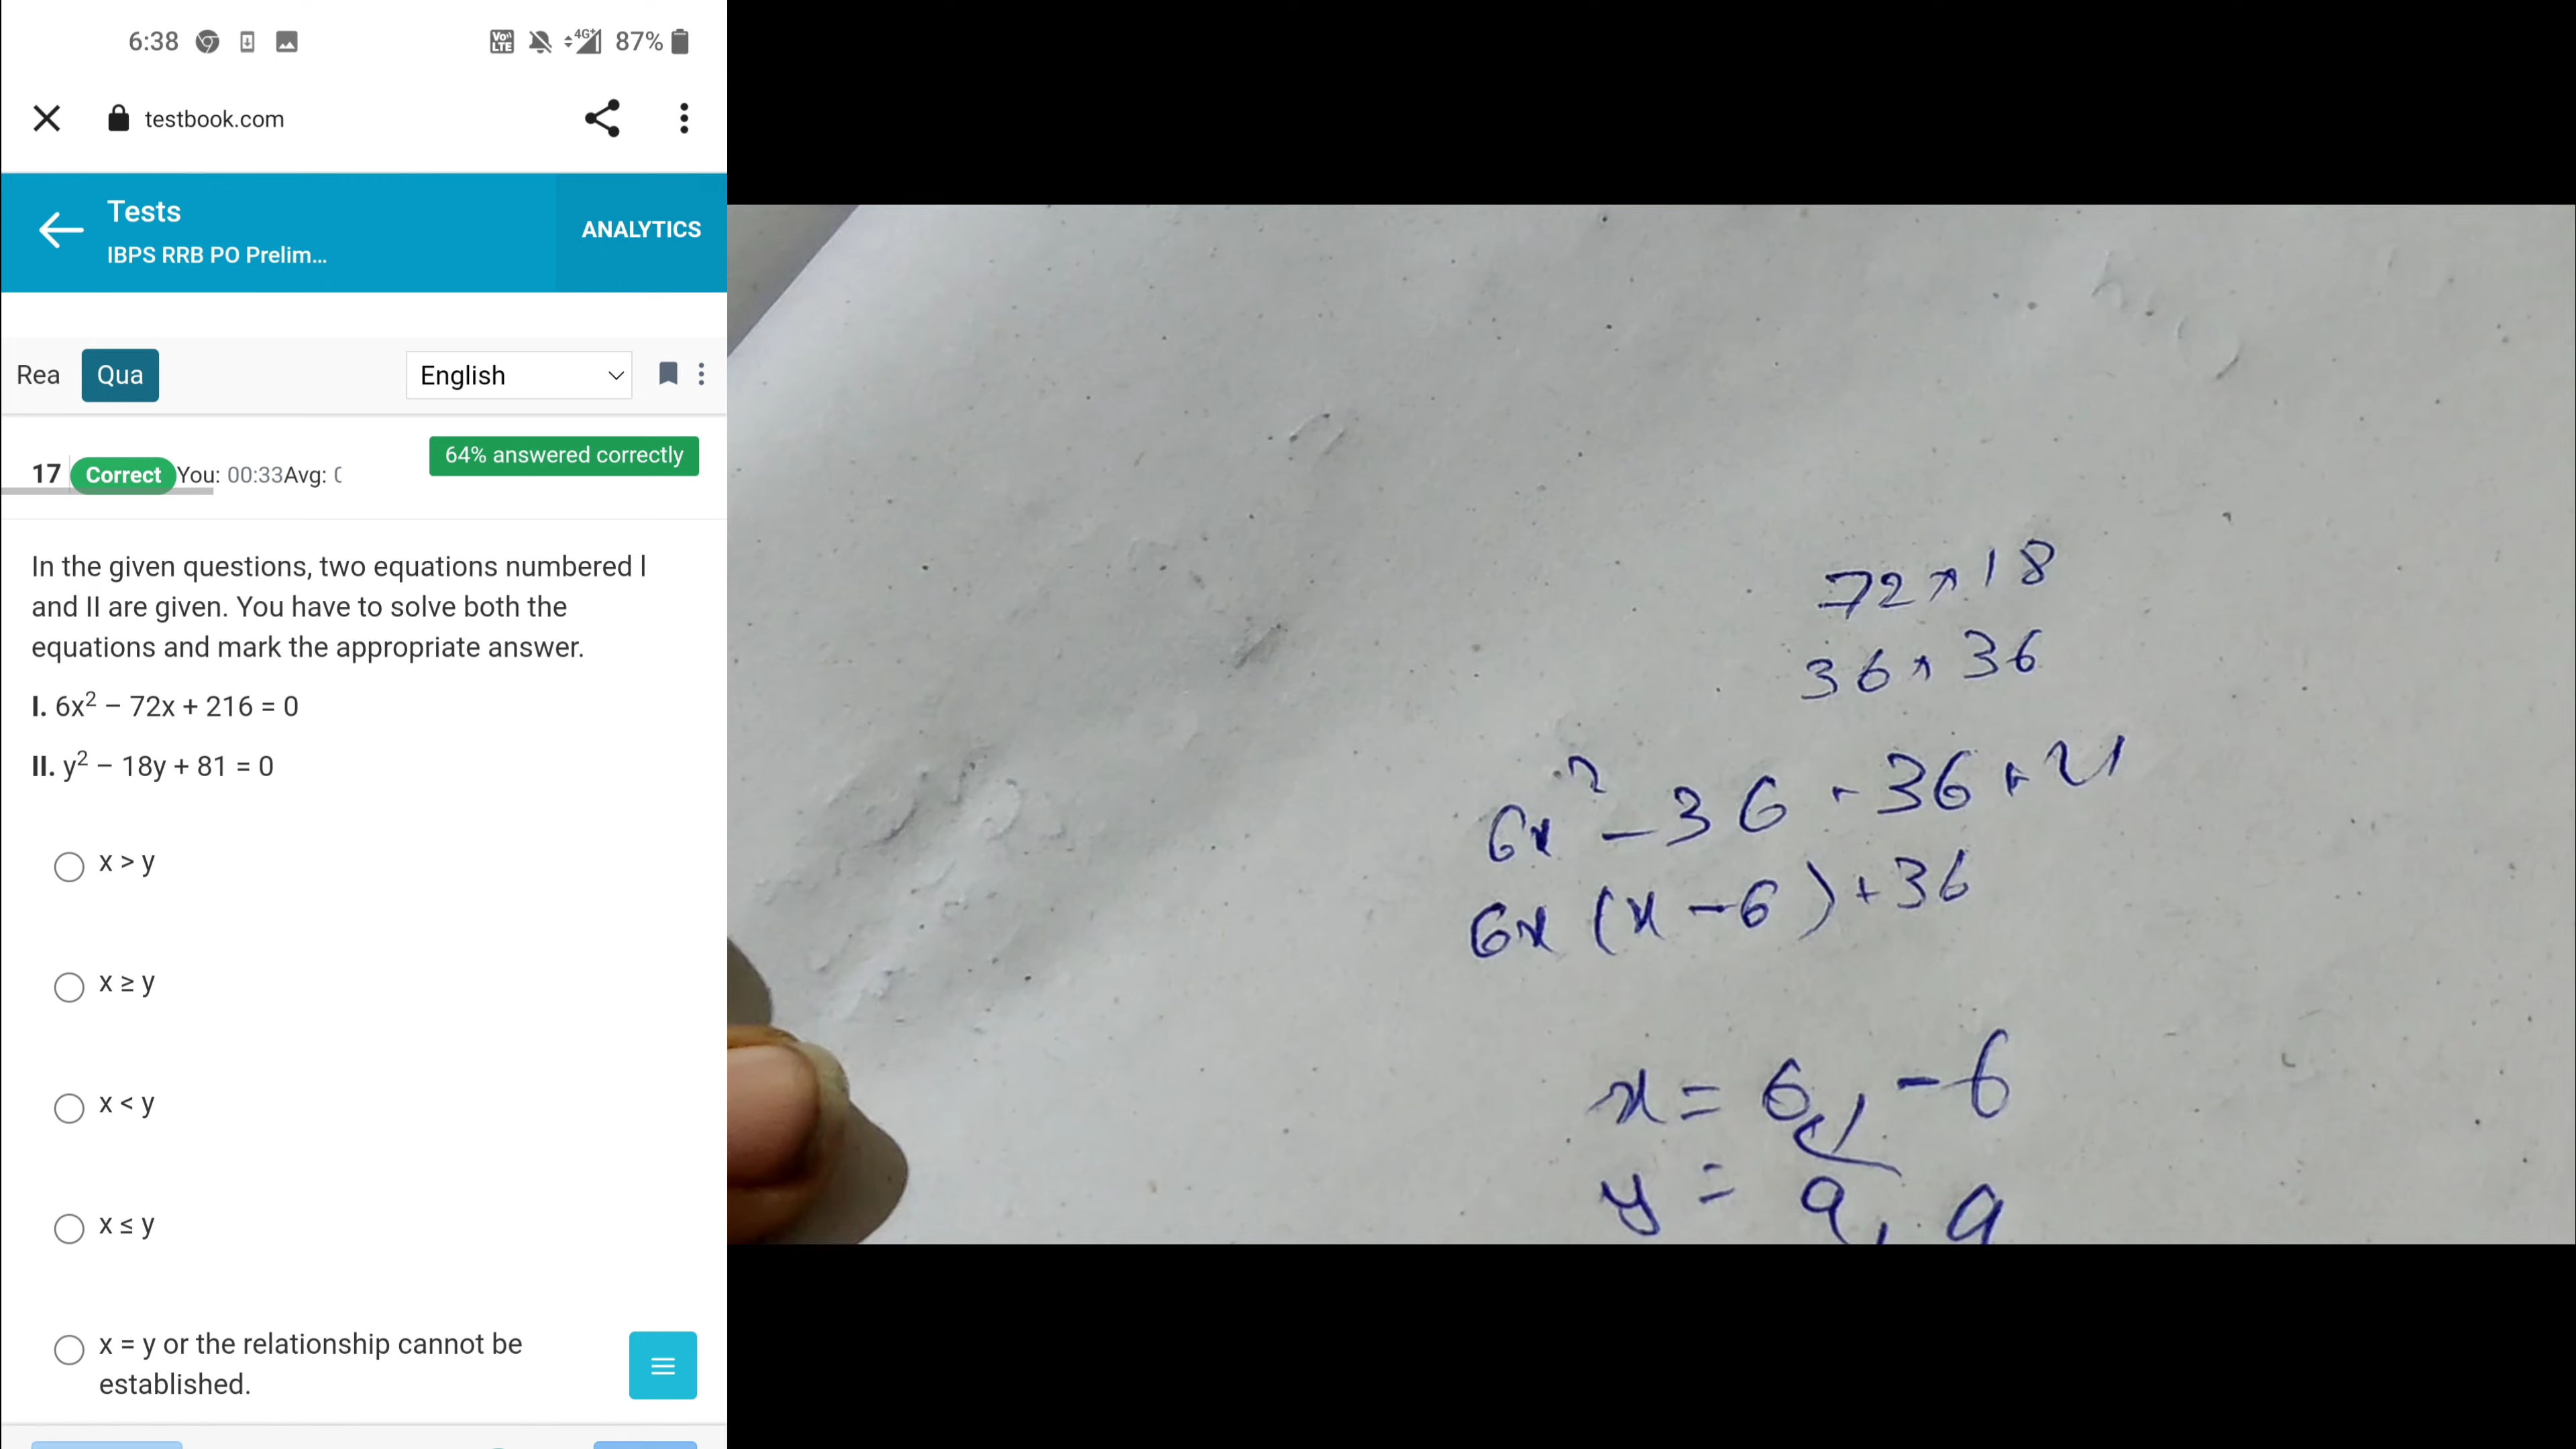 6:38 VoLTE 4G+ 87%
testbook.com
Tests
IBPS RRB PO Prelim...
ANALYTICS
Rea Qua English
17 Correct You: 00:33Avg:
64% answered correctly
In the given questions, two equations numbered I
and II are given. You have to solve both the
equations and mark the appropriate answer.
I. 6x² − 72x + 216 = 0
II. y² − 18y + 81 = 0
x > y
x ≥ y
x < y
x ≤ y
x = y or the relationship cannot be
established.
72 × 18
36 × 36
6x² - 36 - 36 + 21
6x (x - 6) + 36
x = 6, -6
y = 9, 9